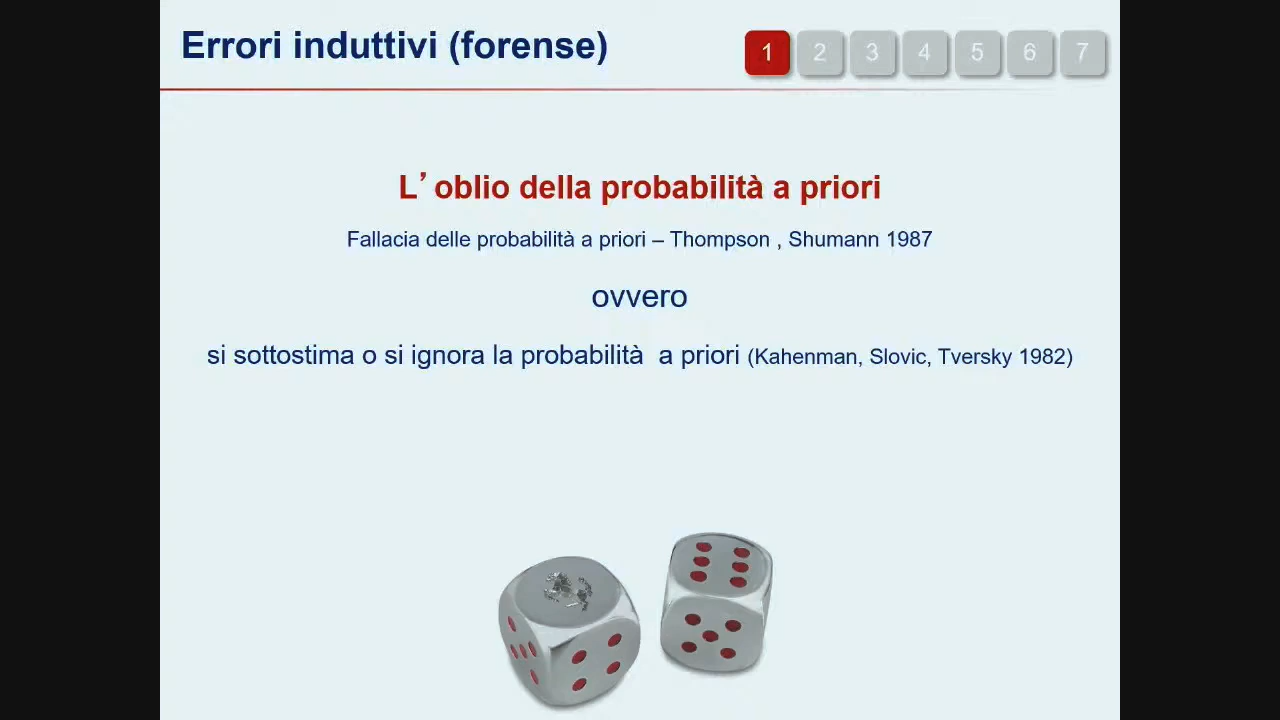 Errori induttivi (forense)
1 2 3 4 5 6 7
L’ oblio della probabilità a priori
Fallacia delle probabilità a priori – Thompson , Shumann 1987
ovvero
si sottostima o si ignora la probabilità  a priori (Kahenman, Slovic, Tversky 1982)